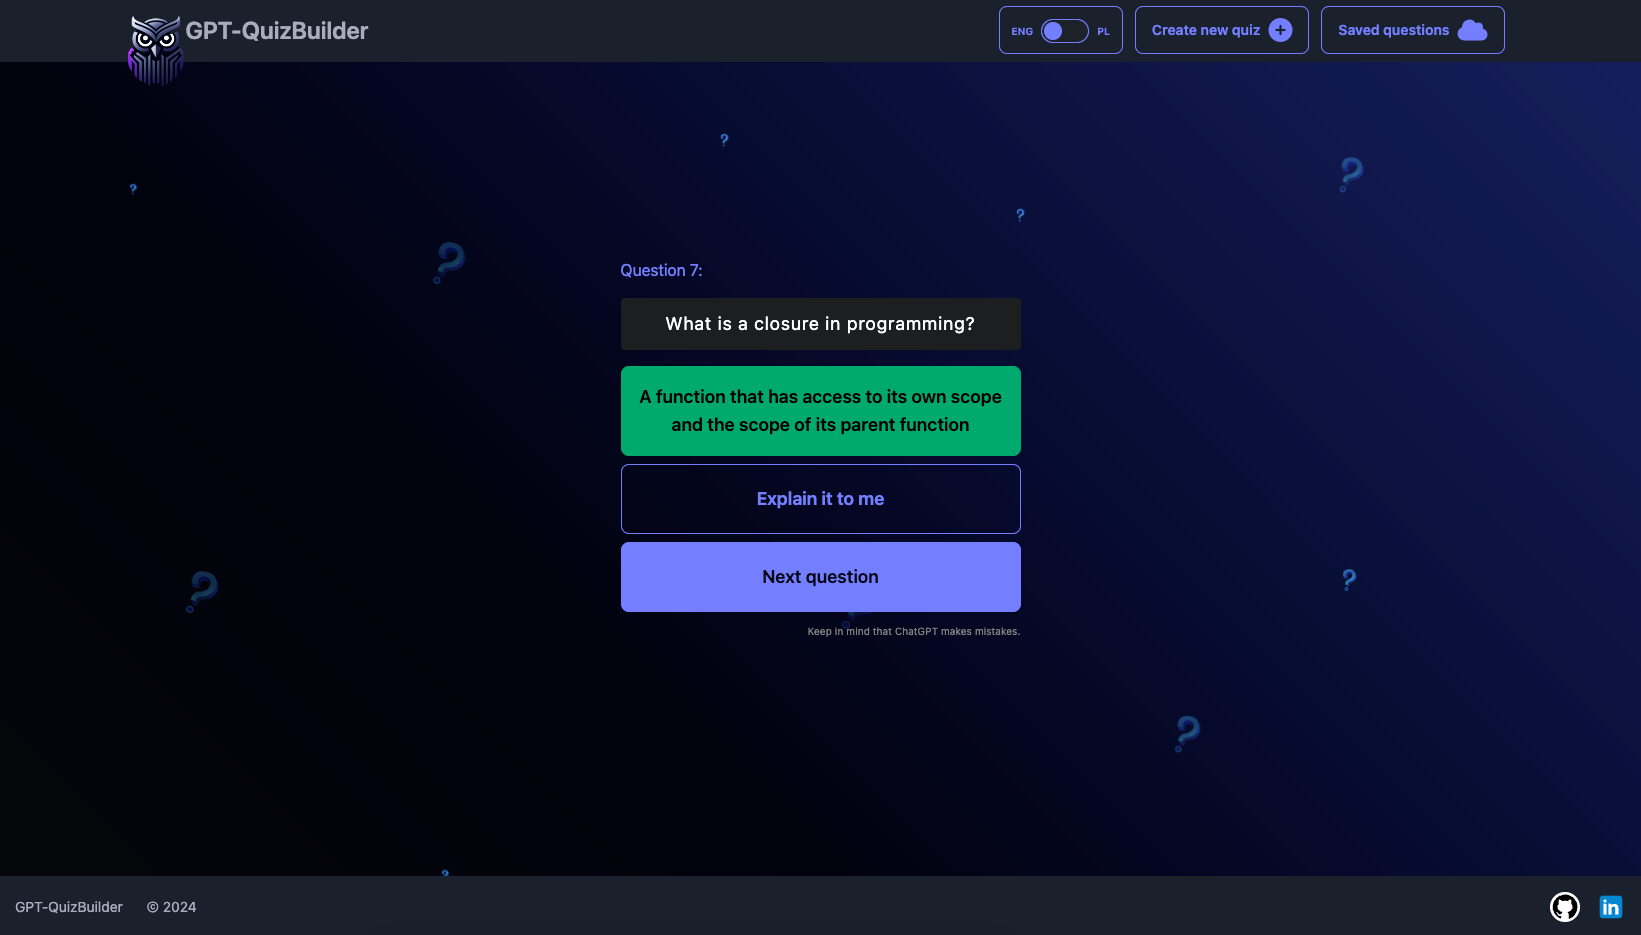 GPT-QuizBuilder
ENG
PL
Create new quiz
Saved questions
Question 7:
What is a closure in programming?
A function that has access to its own scope
and the scope of its parent function
Explain it to me
Next question
Keep in mind that ChatGPT makes mistakes.
GPT-QuizBuilder © 2024
in